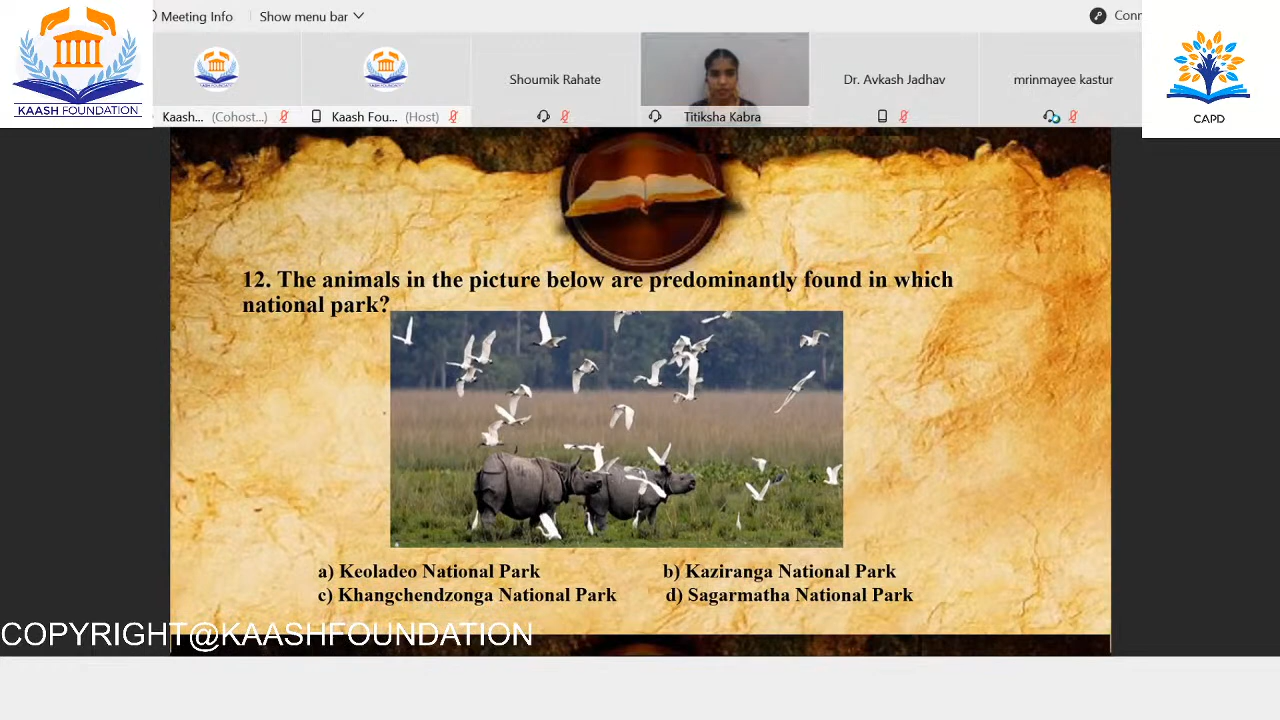 Meeting Info
Show menu bar
Conn
KAASH FOUNDATION
Kaash... (Cohost...)
Kaash Fou... (Host)
Shoumik Rahate
Titiksha Kabra
Dr. Avkash Jadhav
mrinmayee kastur
CAPD
12. The animals in the picture below are predominantly found in which
national park?
a) Keoladeo National Park
b) Kaziranga National Park
c) Khangchendzonga National Park
d) Sagarmatha National Park
COPYRIGHT@KAASHFOUNDATION